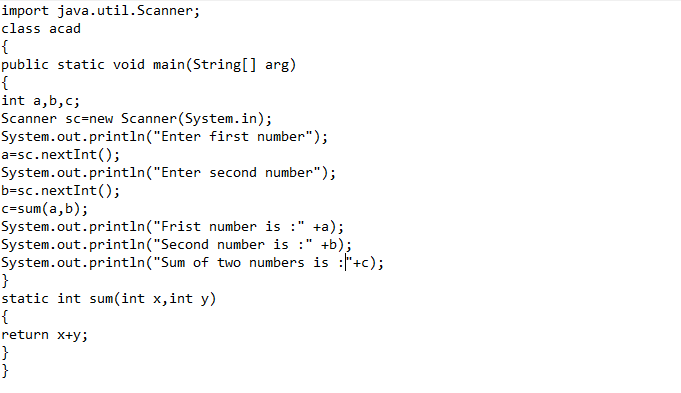 import java.util.Scanner;
class acad
{
public static void main(String[] arg)
{
int a,b,c;
Scanner sc=new Scanner(System.in);
System.out.println("Enter first number");
a=sc.nextInt();
System.out.println("Enter second number");
b=sc.nextInt();
c=sum(a,b);
System.out.println("Frist number is :" +a);
System.out.println("Second number is :" +b);
System.out.println("Sum of two numbers is :"+c);
}
static int sum(int x,int y)
{
return x+y;
}
}